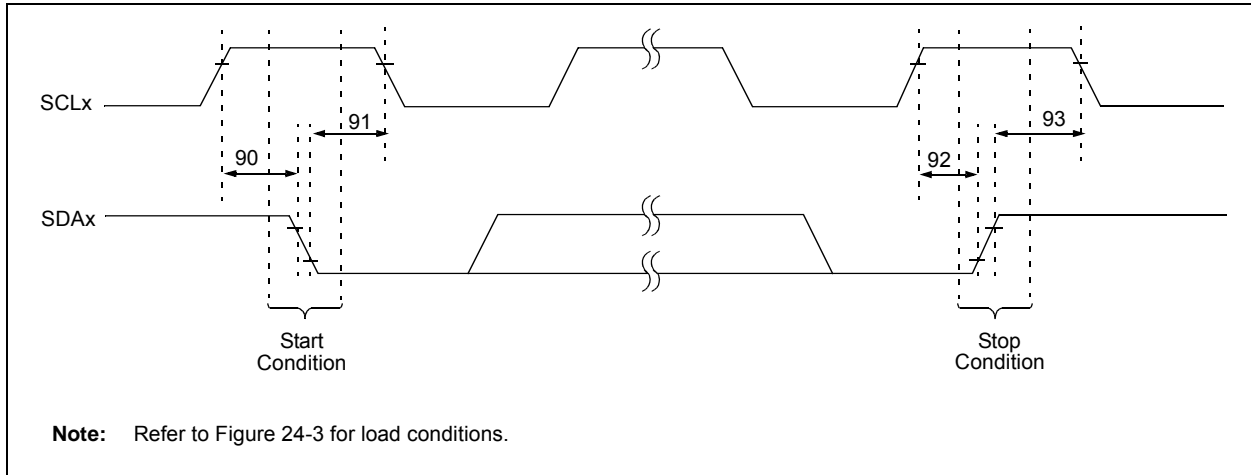 SCLx
91
93
90
92
SDAx
Start
Condition
Stop
Condition
Note: Refer to Figure 24-3 for load conditions.